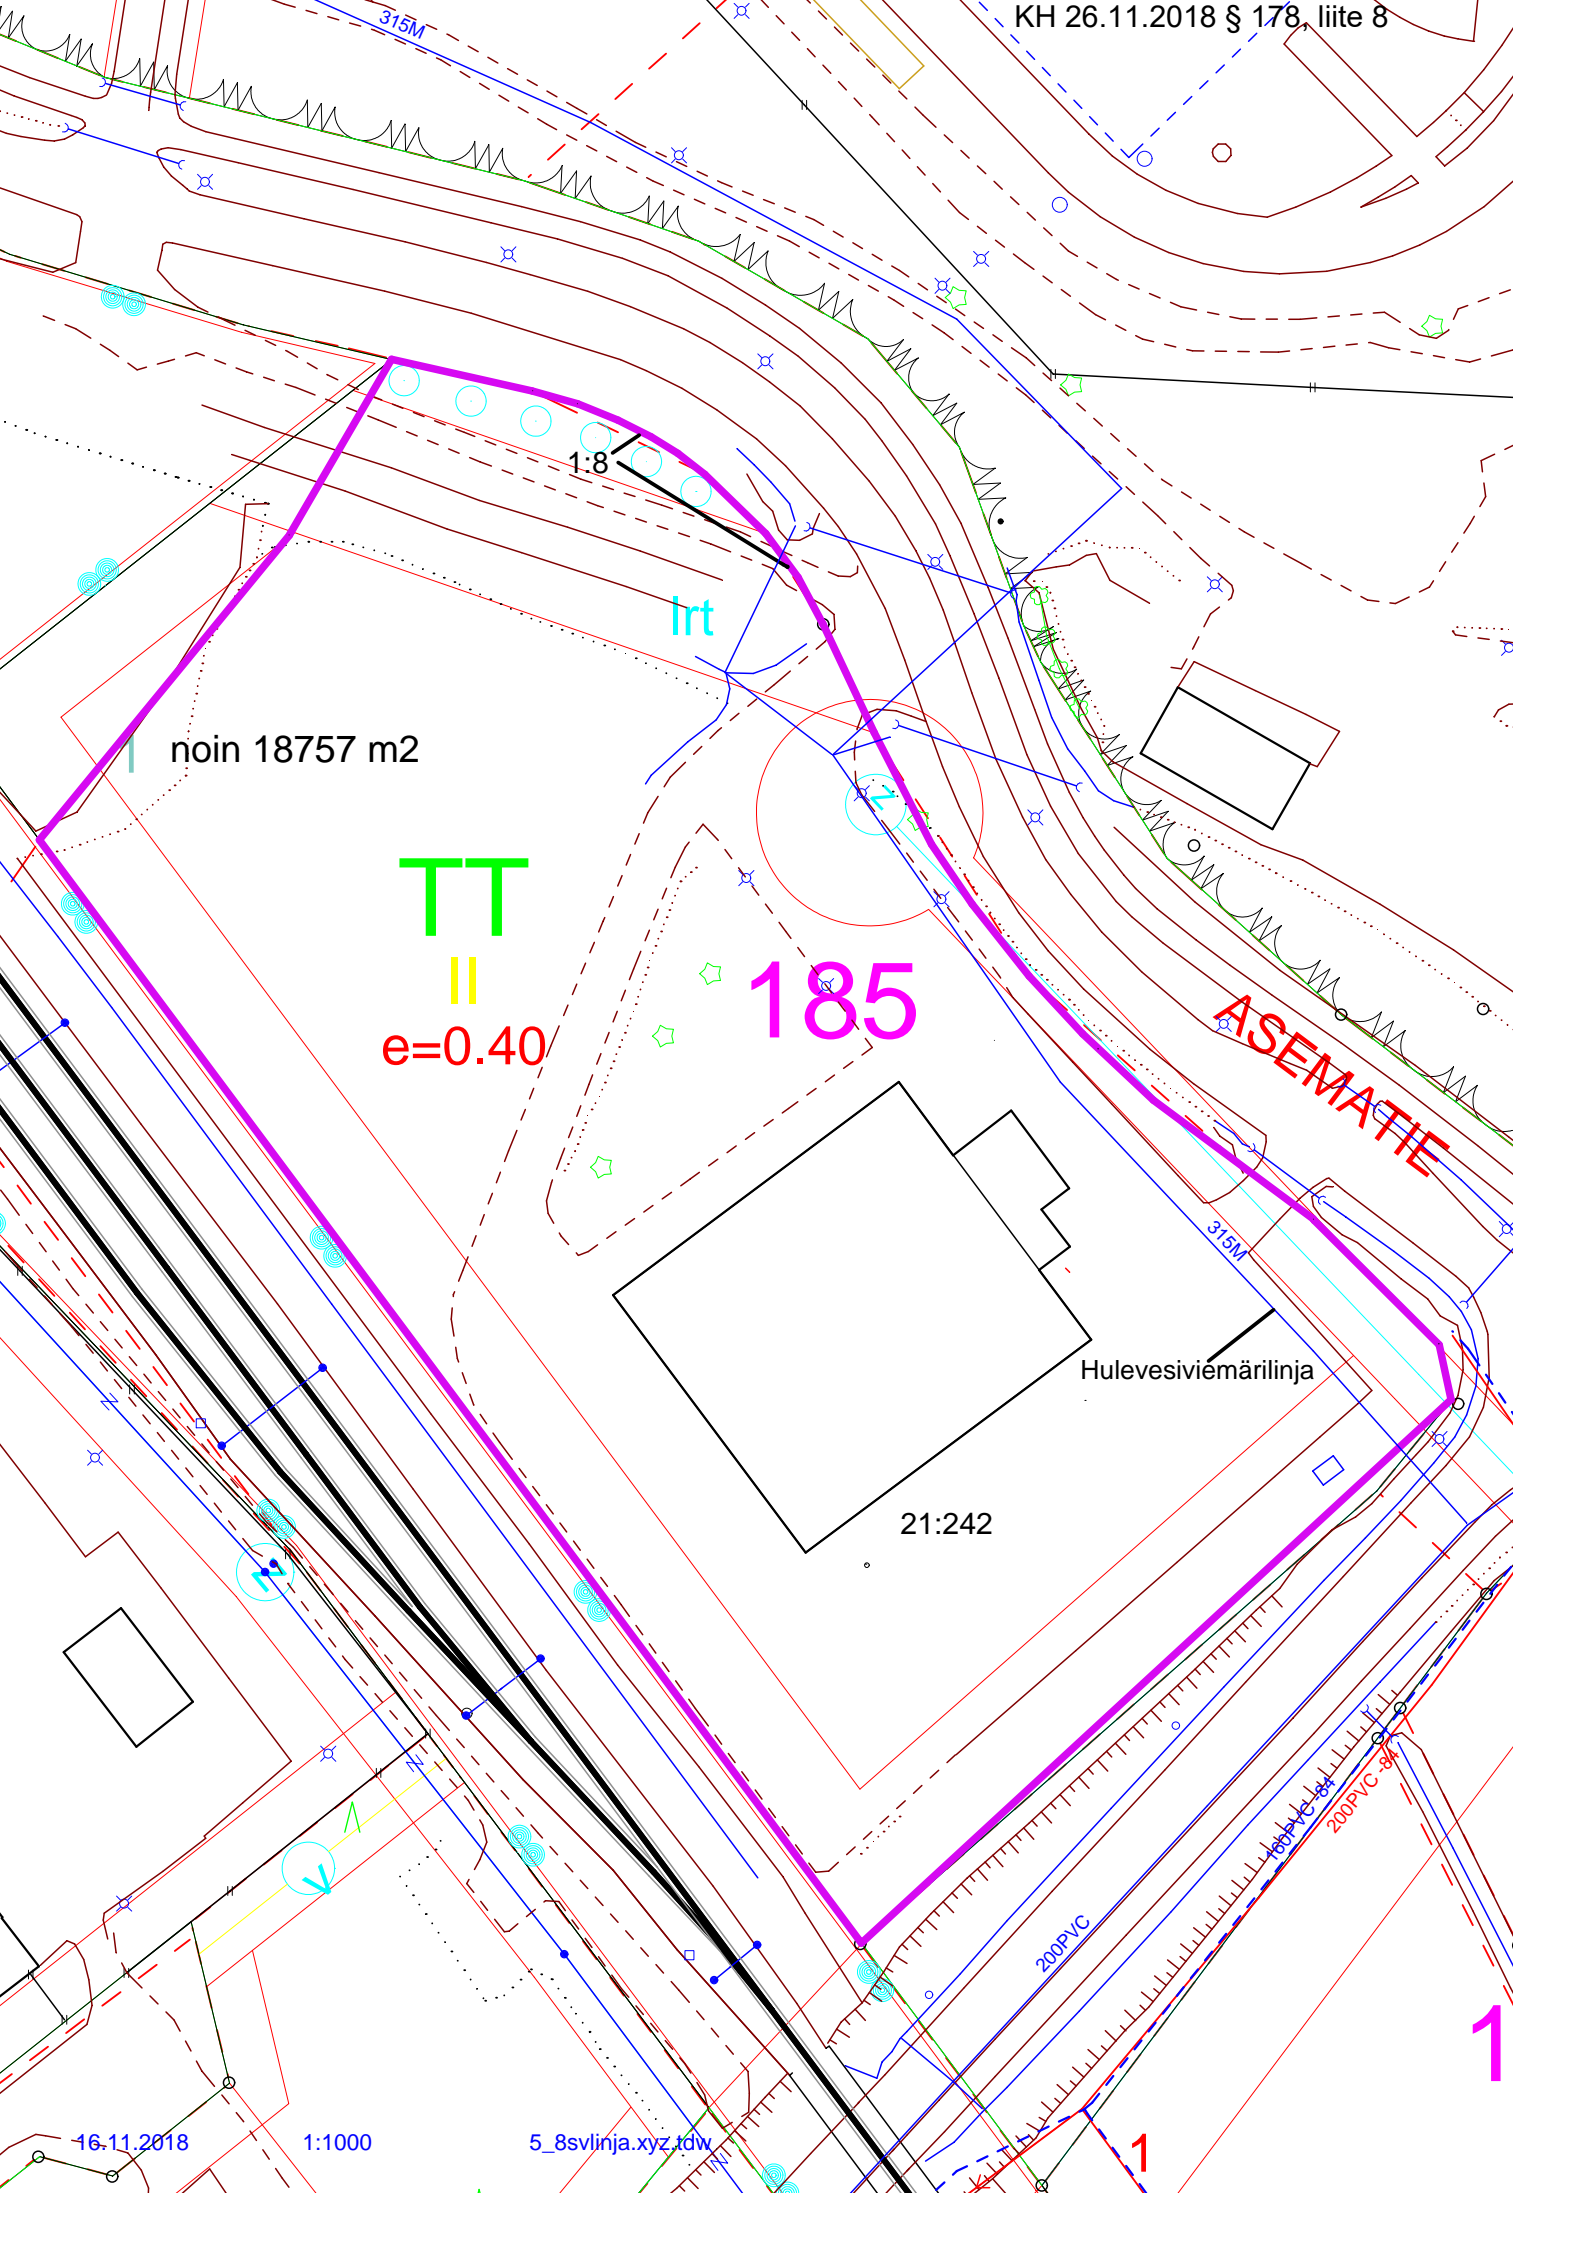 KH 26.11.2018 § 178, liite 8
315M
1:8
lrt
I
noin 18757 m2
TT
II
e=0.40
185
ASEMATIE
315M
Hulevesiviemärilinja
21:242
160PVC -84
200PVC -84
200PVC
v
1
1
16.11.2018 1:1000 5_8svlinja.xyz.tdw